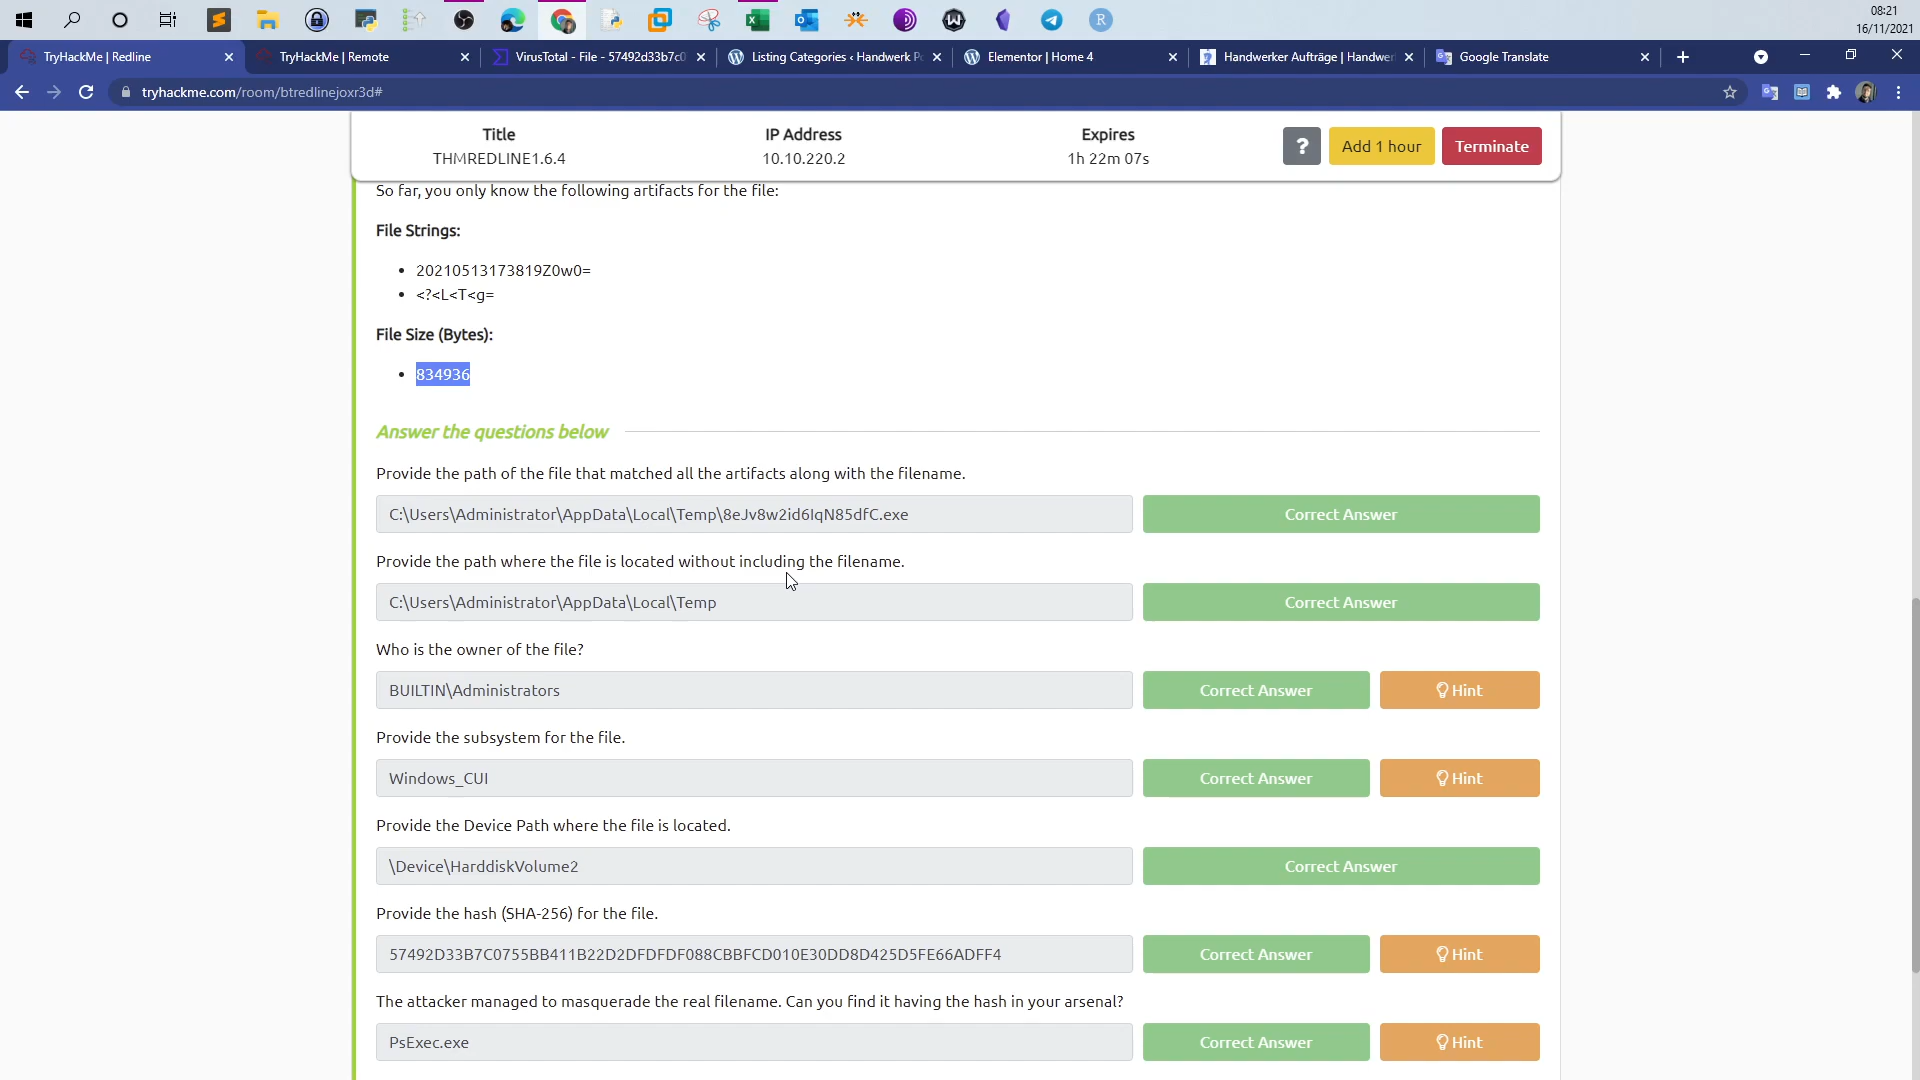 08:21
16/11/2021
TryHackMe | Redline
TryHackMe | Remote
VirusTotal - File - 57492d33b7c0
Listing Categories ‹ Handwerk Po
Elementor | Home 4
Handwerker Aufträge | Handwer
Google Translate
tryhackme.com/room/btredlinejoxr3d#
Title
IP Address
Expires
THMREDLINE1.6.4
10.10.220.2
1h 22m 07s
?
Add 1 hour
Terminate
So far, you only know the following artifacts for the file:
File Strings:
• 20210513173819Z0w0=
• <?<L<T<g=
File Size (Bytes):
• 834936
Answer the questions below
Provide the path of the file that matched all the artifacts along with the filename.
C:\Users\Administrator\AppData\Local\Temp\8eJv8w2id6IqN85dfC.exe
Correct Answer
Provide the path where the file is located without including the filename.
C:\Users\Administrator\AppData\Local\Temp
Correct Answer
Who is the owner of the file?
BUILTIN\Administrators
Correct Answer
Hint
Provide the subsystem for the file.
Windows_CUI
Correct Answer
Hint
Provide the Device Path where the file is located.
\Device\HarddiskVolume2
Correct Answer
Provide the hash (SHA-256) for the file.
57492D33B7C0755BB411B22D2DFDFDF088CBBFCD010E30DD8D425D5FE66ADFF4
Correct Answer
Hint
The attacker managed to masquerade the real filename. Can you find it having the hash in your arsenal?
PsExec.exe
Correct Answer
Hint